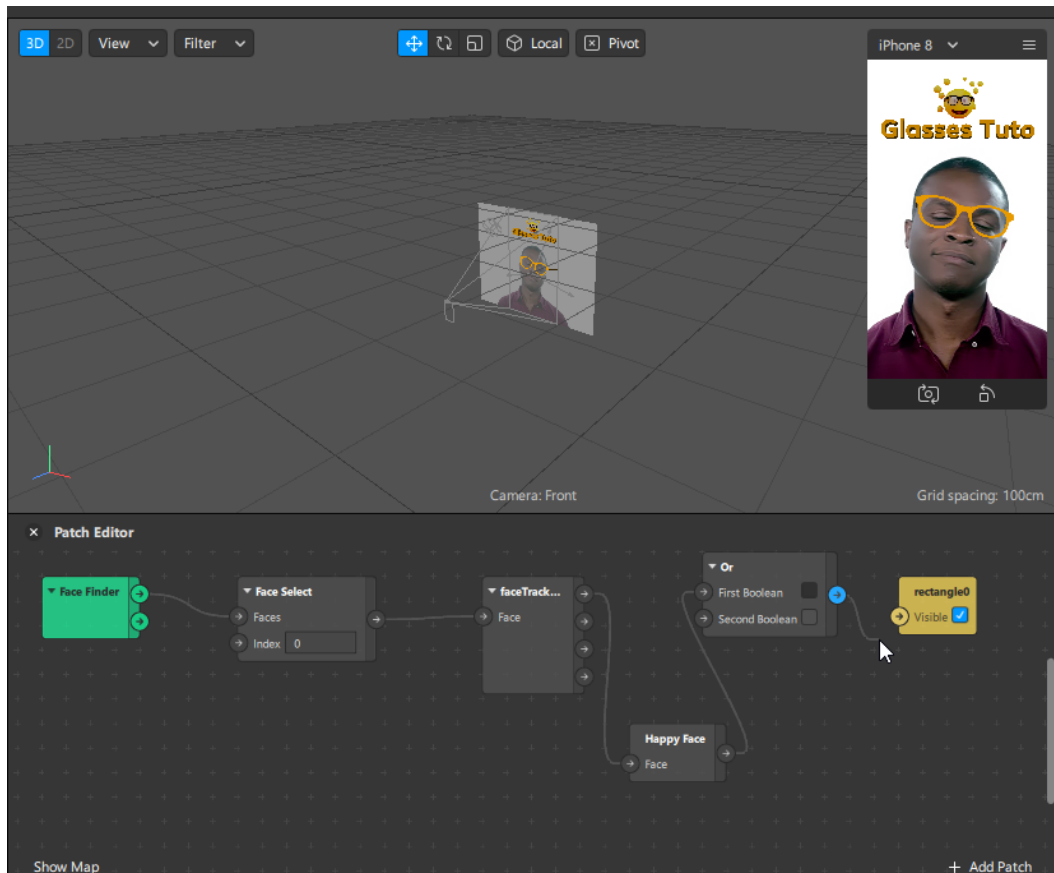 3D 2D View Filter Local Pivot
iPhone 8
Glasses Tuto
Glasses Tuto
Camera: Front
Grid spacing: 100cm
Patch Editor
Face Finder
Face Select
Faces
Index 0
faceTrack...
Face
Happy Face
Face
Or
First Boolean
Second Boolean
rectangle0
Visible
Show Map
+ Add Patch